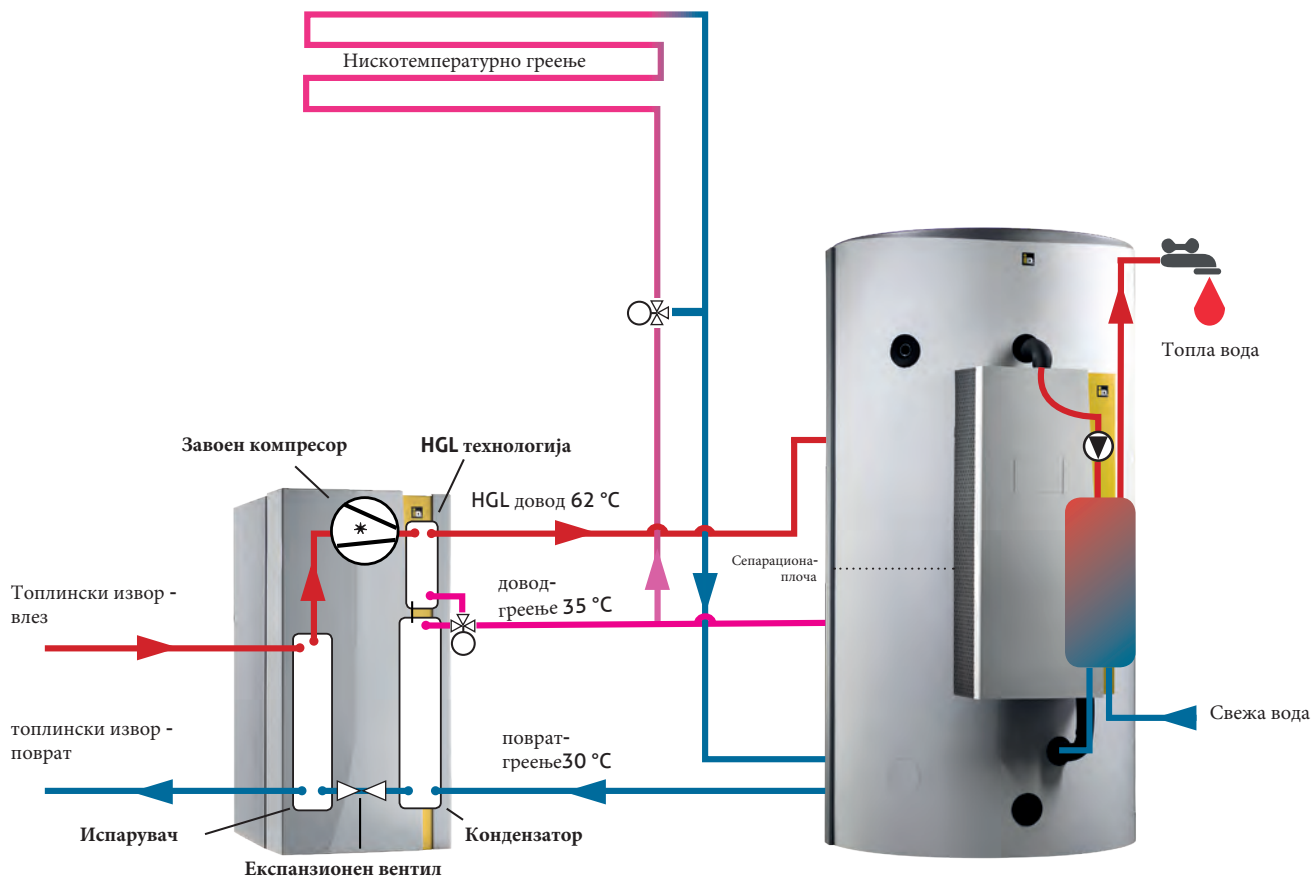 Нискотемпературно греење
Топла вода
Завоен компресор
HGL технологија
HGL довод 62 °C
Сепарациона-
плоча
довод-
греење 35 °C
Топлински извор -
влез
топлински извор -
поврат
поврат-
греење30 °C
Свежа вода
Испарувач
Кондензатор
Експанзионен вентил